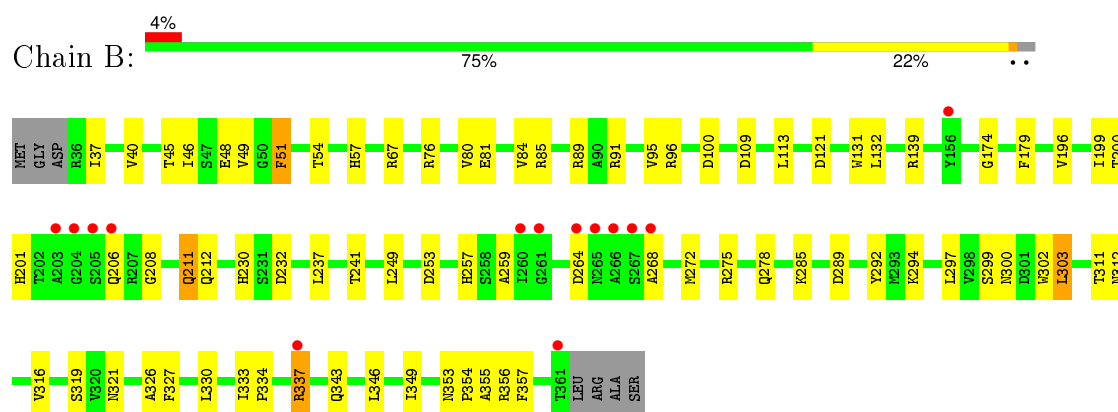 4%
Chain B:
75% 22% • •
MET GLY ASP R36 I37 V40 T45 I46 S47 E48 V49 G50 F51 T54 H57 R67 R76 V80 E81 V84 R85 R89 A90 R91 V95 R96 D100 D109 L113 D121 W131 L132 R139 Y156 G174 F179 V196 I199 T200
H201 T202 A203 G204 S205 Q206 R207 G208 Q211 Q212 H230 S231 D232 L237 T241 L249 D253 H257 S258 A259 I260 G261 D264 N265 A266 S267 A268 M272 R275 Q278 K285 D289 Y292 M293 K294 L297 V298 S299 N300 D301 W302 L303 T311
V316 S319 V320 N321 A326 F327 L330 I333 P334 R337 Q343 L346 I349 N353 P354 A355 R356 F357 T361 LEU ARG ALA SER